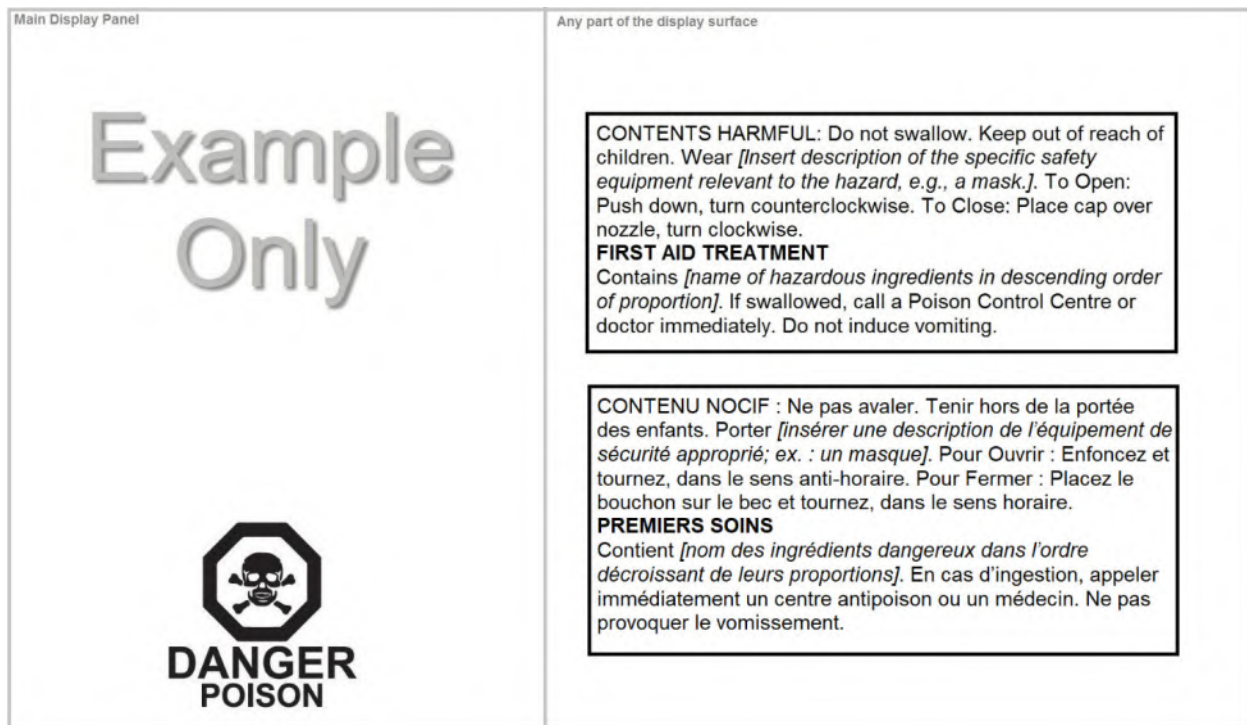 Main Display Panel
Example
Only
DANGER
POISON
Any part of the display surface
CONTENTS HARMFUL: Do not swallow. Keep out of reach of
children. Wear [Insert description of the specific safety
equipment relevant to the hazard, e.g., a mask.]. To Open:
Push down, turn counterclockwise. To Close: Place cap over
nozzle, turn clockwise.
FIRST AID TREATMENT
Contains [name of hazardous ingredients in descending order
of proportion]. If swallowed, call a Poison Control Centre or
doctor immediately. Do not induce vomiting.
CONTENU NOCIF : Ne pas avaler. Tenir hors de la portée
des enfants. Porter [insérer une description de l’équipement de
sécurité approprié; ex. : un masque]. Pour Ouvrir : Enfoncez et
tournez, dans le sens anti-horaire. Pour Fermer : Placez le
bouchon sur le bec et tournez, dans le sens horaire.
PREMIERS SOINS
Contient [nom des ingrédients dangereux dans l’ordre
décroissant de leurs proportions]. En cas d’ingestion, appeler
immédiatement un centre antipoison ou un médecin. Ne pas
provoquer le vomissement.